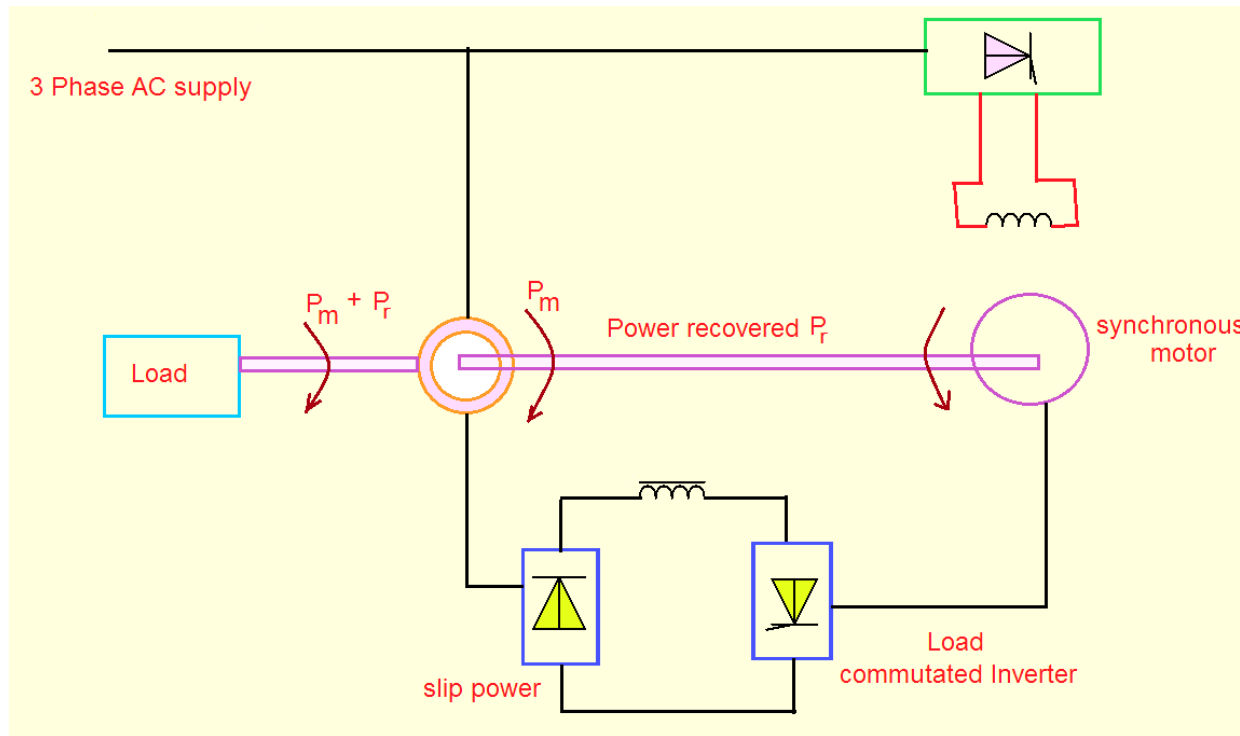 3 Phase AC supply
Pm + Pr
Pm
Power recovered Pr
synchronous
motor
Load
slip power
Load
commutated Inverter